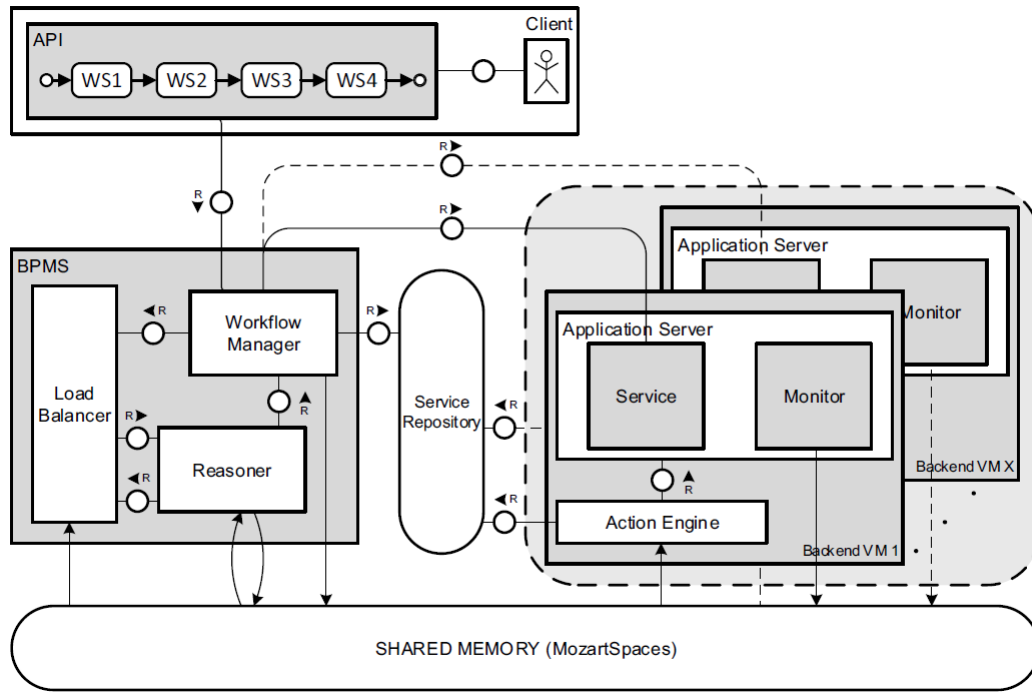 Client
API
WS1
WS2
WS3
WS4
R
R
R
BPMS
Application Server
Monitor
R
Workflow
Manager
R
Application Server
Load
Balancer
Service
Repository
Service
Monitor
R
R
R
Reasoner
R
Backend VM X
R
R
R
Action Engine
Backend VM 1
SHARED MEMORY (MozartSpaces)